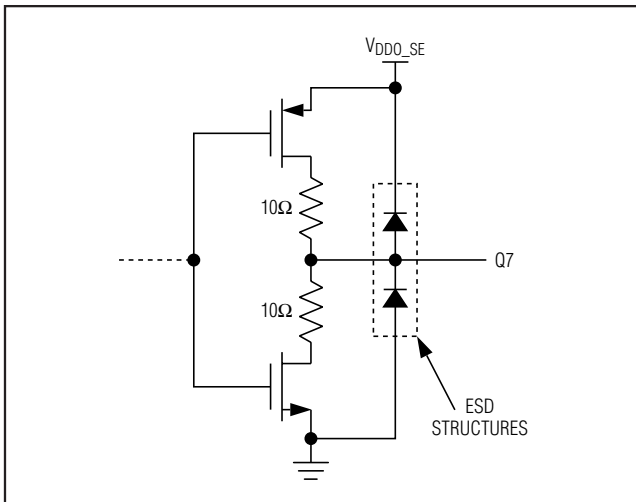 VDDO_SE
10Ω
Q7
10Ω
ESD
STRUCTURES